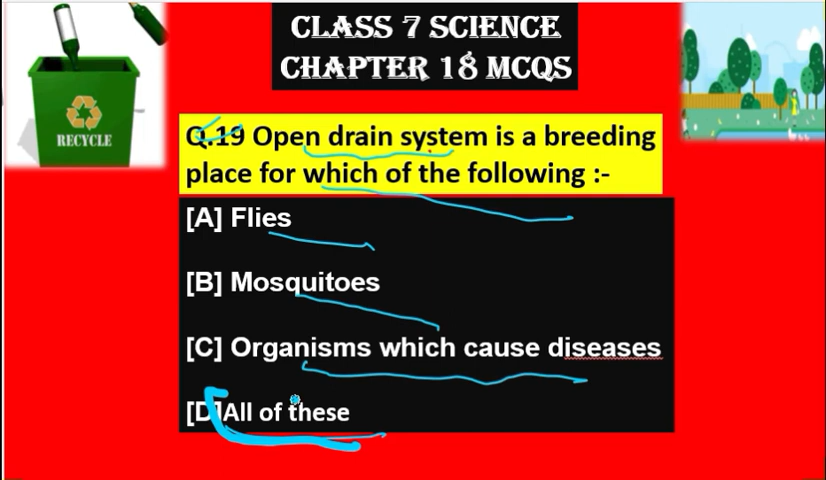 CLASS 7 SCIENCE
CHAPTER 18 MCQS
RECYCLE
Q.19 Open drain system is a breeding
place for which of the following :-
[A] Flies
[B] Mosquitoes
[C] Organisms which cause diseases
[D]All of these